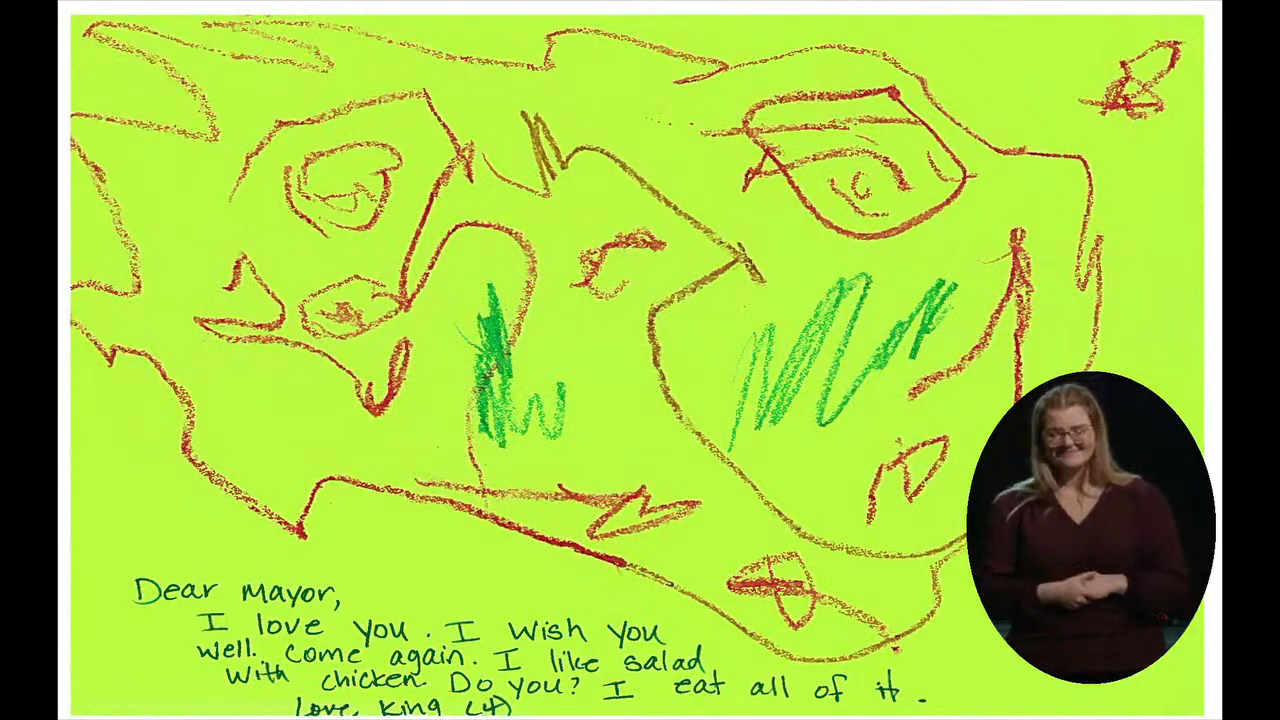 Dear Mayor,
I love you. I wish you
well. Come again. I like salad
with chicken. Do you? I eat all of it.
Love, King (4)